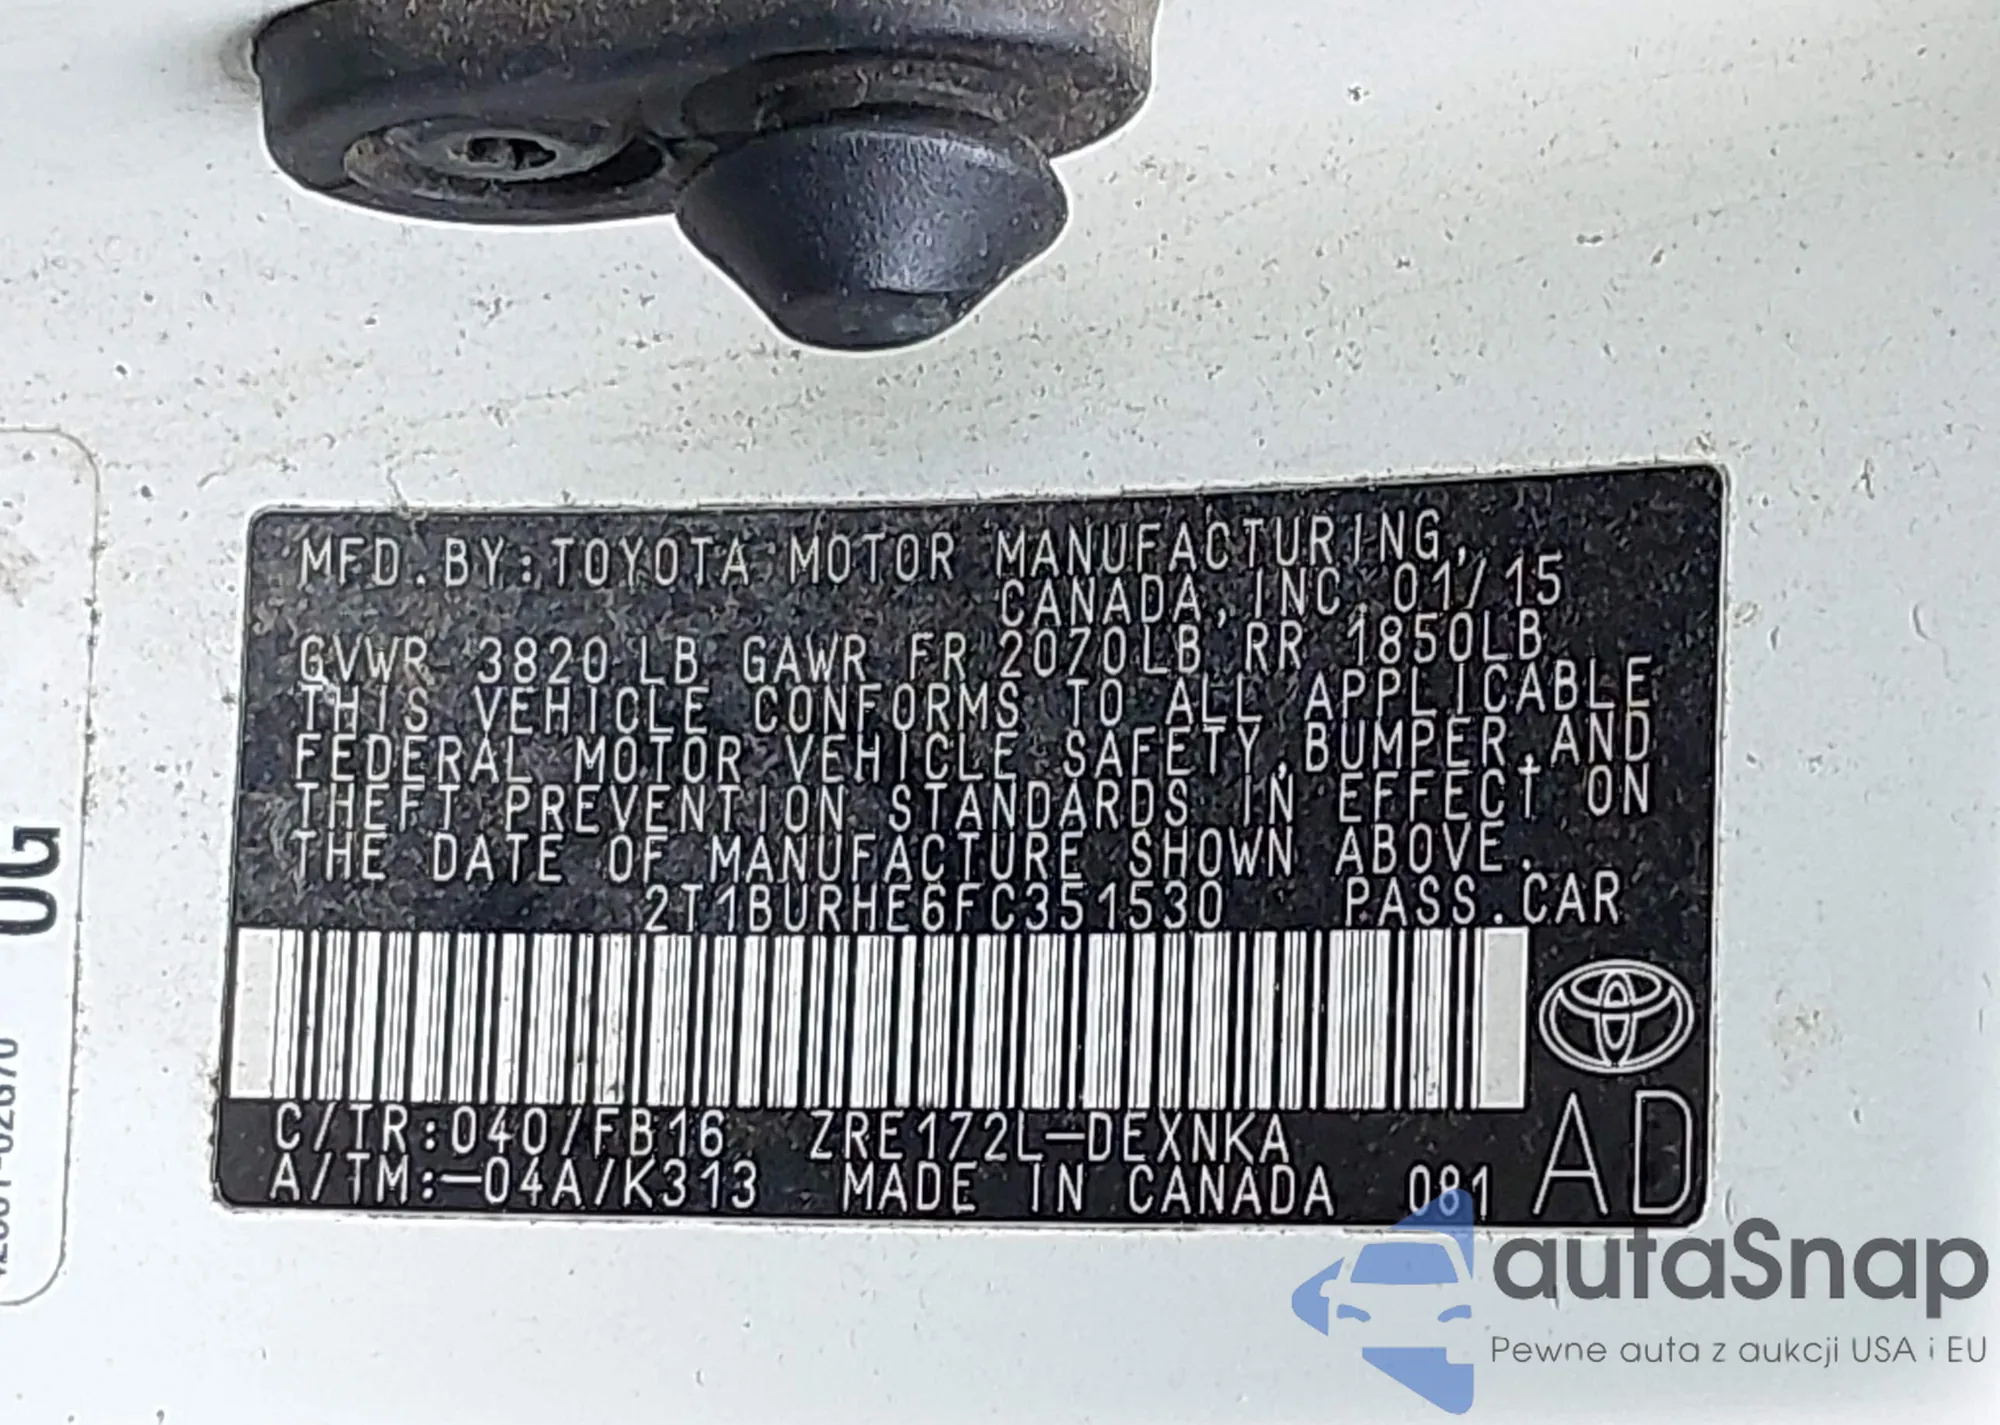 MFD. BY: TOYOTA MOTOR MANUFACTURING,
CANADA, INC. 01/15
GVWR 3820 LB GAWR FR 2070LB RR 1850LB
THIS VEHICLE CONFORMS TO ALL APPLICABLE
FEDERAL MOTOR VEHICLE SAFETY, BUMPER, AND
THEFT PREVENTION STANDARDS IN EFFECT ON
THE DATE OF MANUFACTURE SHOWN ABOVE.
2T1BURHE6FC351530 PASS. CAR
C/TR:040/FB16 ZRE172L-DEXNKA
A/TM:-04A/K313 MADE IN CANADA 081
AD
0G
autaSnap
Pewne auta z aukcji USA i EU